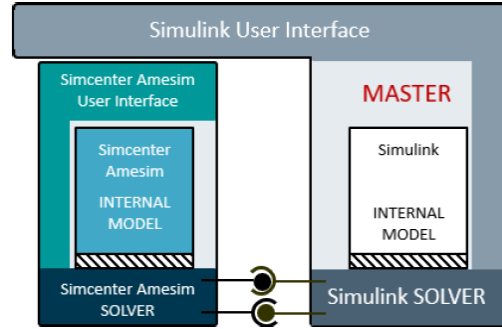 Simulink User Interface
Simcenter Amesim
User Interface
Simcenter
Amesim
INTERNAL
MODEL
Simcenter Amesim
SOLVER
MASTER
Simulink
INTERNAL
MODEL
Simulink SOLVER